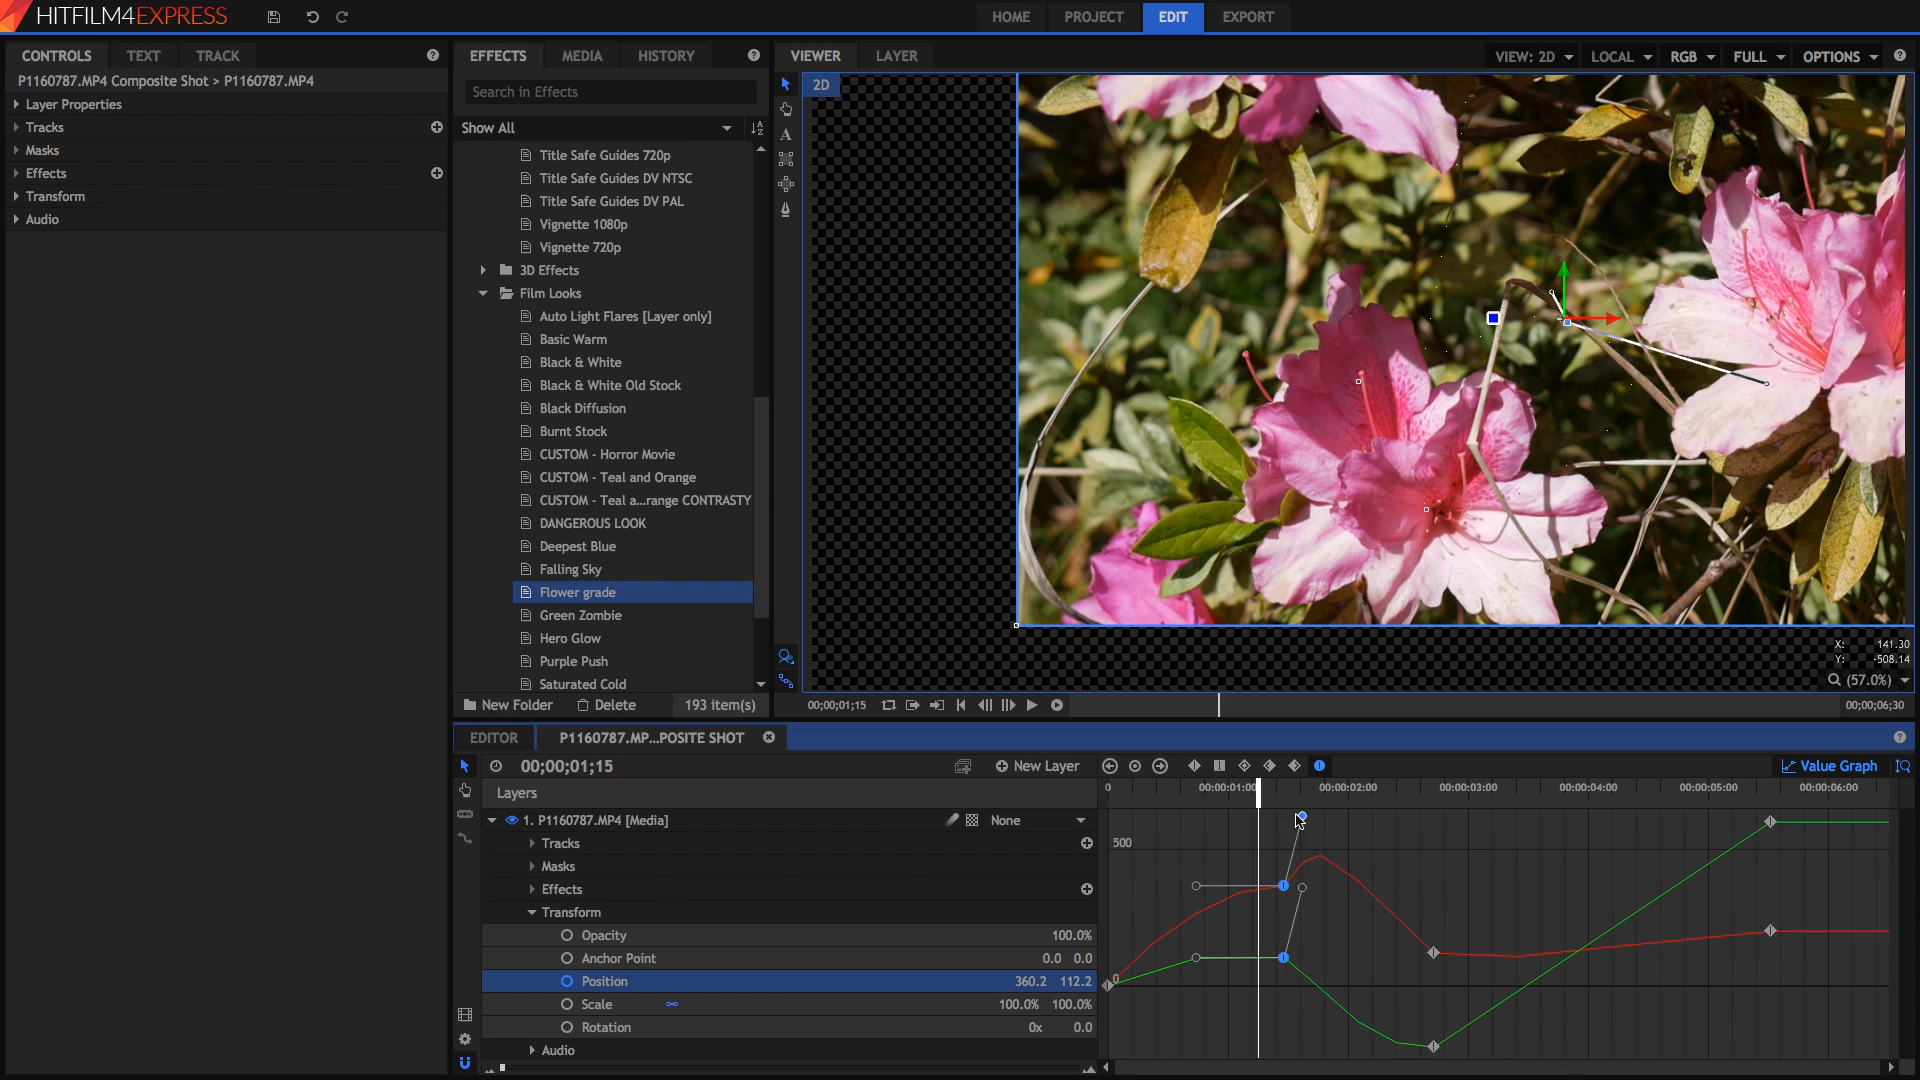 HITFILM4EXPRESS
HOME PROJECT EDIT EXPORT
CONTROLS TEXT TRACK
P1160787.MP4 Composite Shot > P1160787.MP4
Layer Properties
Tracks
Masks
Effects
Transform
Audio
EFFECTS MEDIA HISTORY
Search in Effects
Show All
Title Safe Guides 720p
Title Safe Guides DV NTSC
Title Safe Guides DV PAL
Vignette 1080p
Vignette 720p
3D Effects
Film Looks
Auto Light Flares [Layer only]
Basic Warm
Black & White
Black & White Old Stock
Black Diffusion
Burnt Stock
CUSTOM - Horror Movie
CUSTOM - Teal and Orange
CUSTOM - Teal a...range CONTRASTY
DANGEROUS LOOK
Deepest Blue
Falling Sky
Flower grade
Green Zombie
Hero Glow
Purple Push
Saturated Cold
New Folder Delete 193 item(s)
VIEWER LAYER
VIEW: 2D LOCAL RGB FULL OPTIONS
2D
A
X: 141.30
Y: -508.14
(57.0%)
00;00;01;15
00;00;06;30
EDITOR P1160787.MP...POSITE SHOT
00;00;01;15
New Layer
Value Graph
Layers
0 00:00:01:00 00:00:02:00 00:00:03:00 00:00:04:00 00:00:05:00 00:00:06:00
1. P1160787.MP4 [Media] None
Tracks
Masks
Effects
Transform
Opacity 100.0%
Anchor Point 0.0 0.0
Position 360.2 112.2
Scale 100.0% 100.0%
Rotation 0x 0.0
Audio
500
0